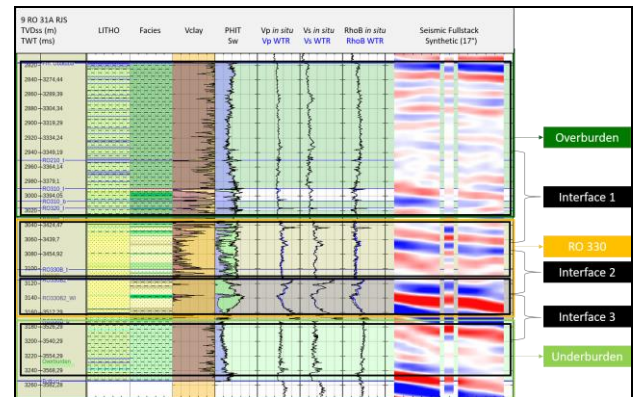 9 RO 31A RJS
TVDss (m)
TWT (ms)
LITHO
Facies
Vclay
PHIT
Sw
Vp in situ
Vp WTR
Vs in situ
Vs WTR
RhoB in situ
RhoB WTR
Seismic Fullstack
Synthetic (17°)
2840 3274,44
2860 3289,39
2880 3304,34
2900 3319,29
2920 3334,24
2940 3349,19
2960 3364,14
2980 3379,1
3000 3394,05
3040 3424,47
3060 3439,7
3080 3454,92
3120
3140
3180 3526,29
3200 3540,29
3220 3554,29
3240 3568,29
3260 3582,28
Overburden
Interface 1
RO 330
Interface 2
Interface 3
Underburden